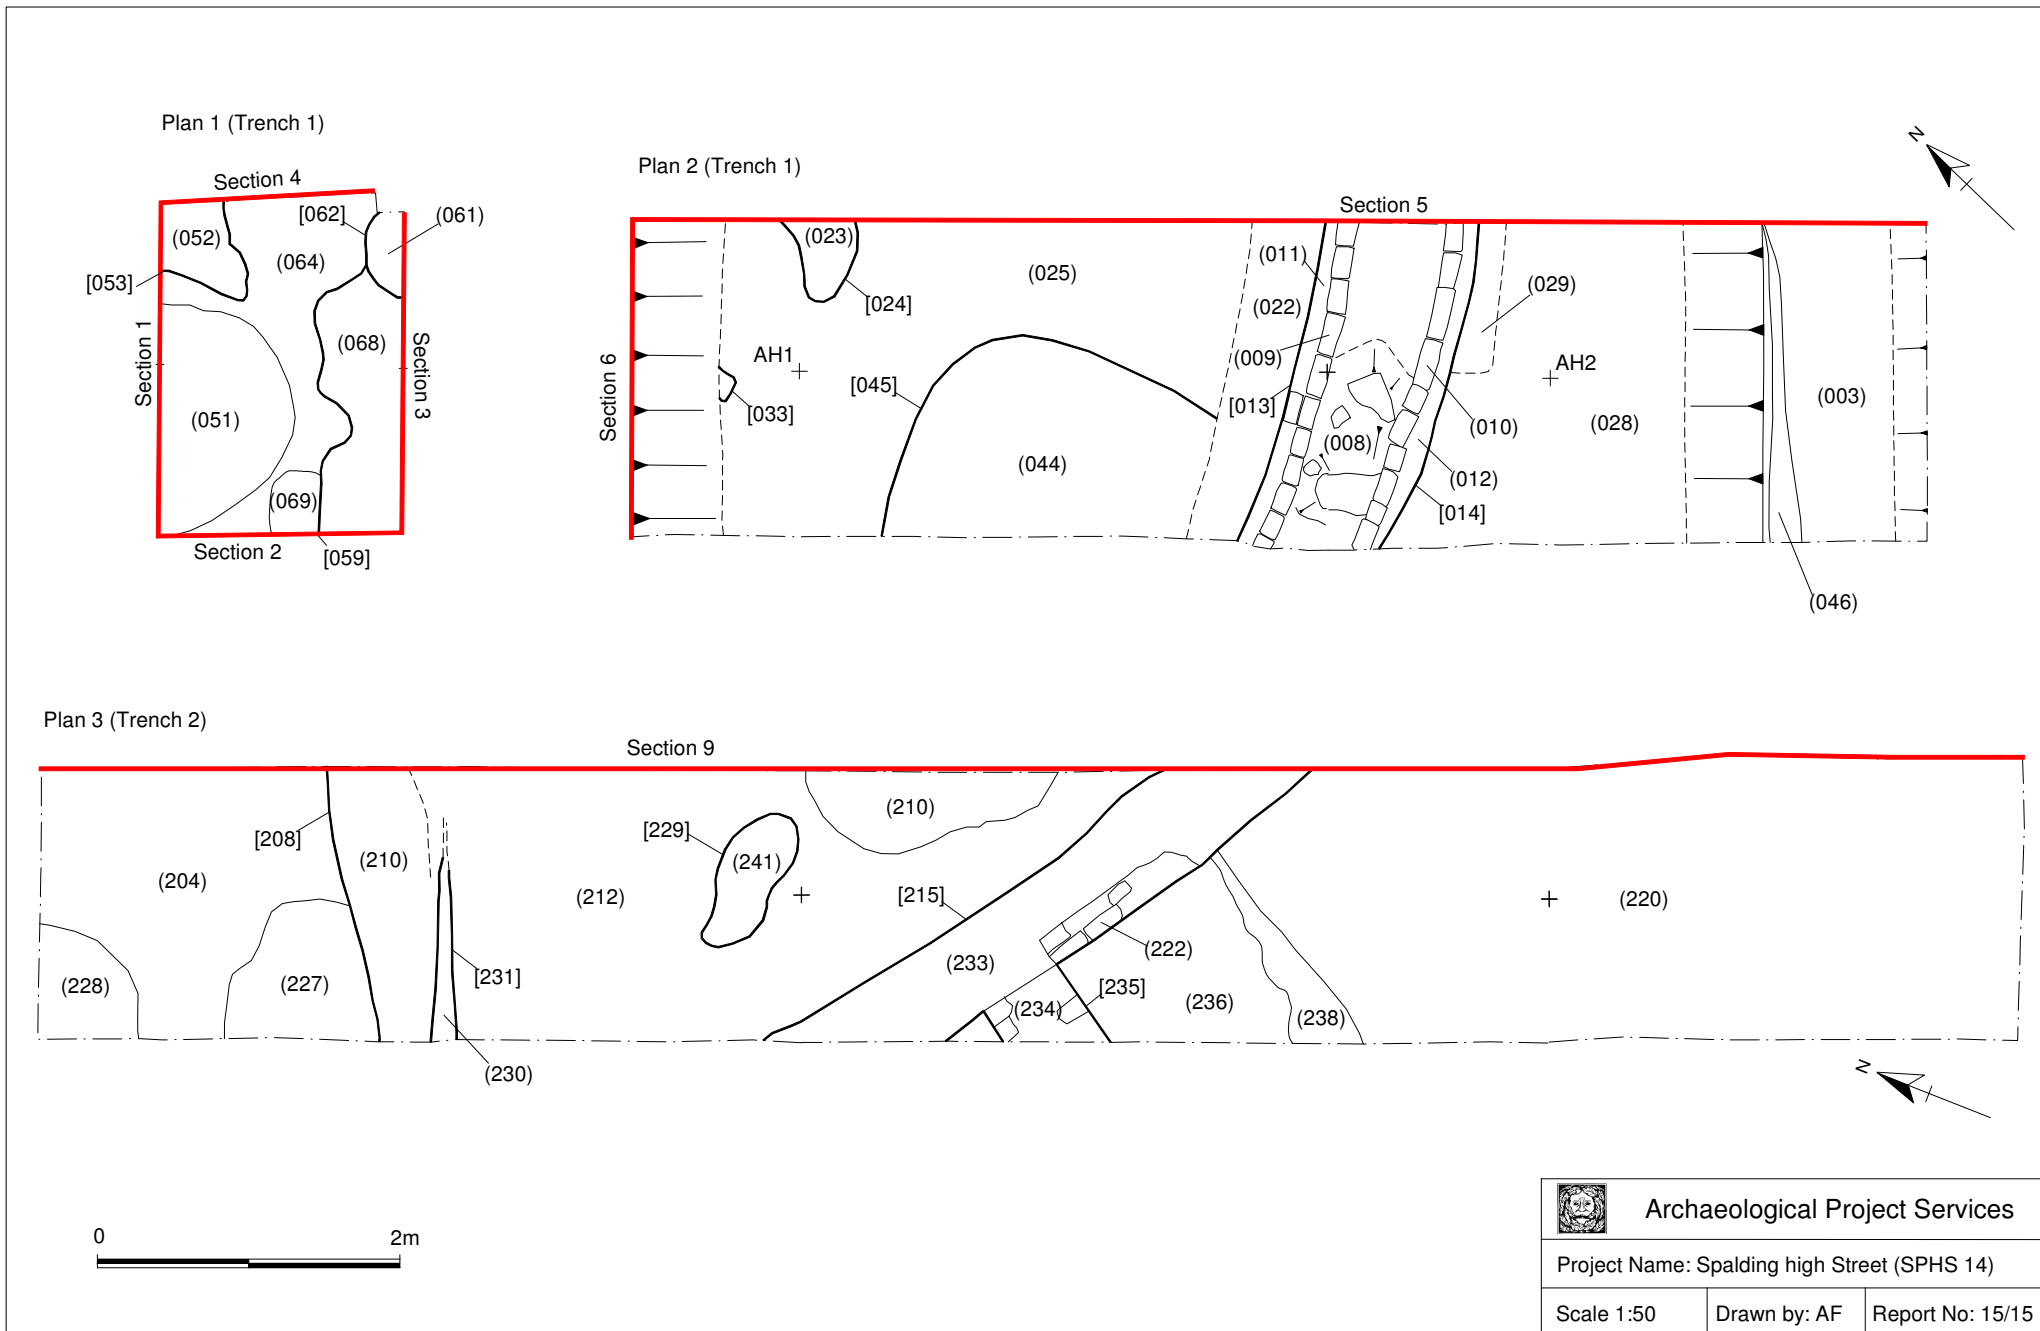 Plan 1 (Trench 1)
Section 4
[062]
(061)
(052)
(064)
[053]
Section 1
(068)
Section 3
(051)
(069)
Section 2
[059]
Plan 2 (Trench 1)
N
Section 5
(023)
(011)
(025)
[024]
(022)
(029)
Section 6
AH1
(009)
AH2
[033]
[045]
[013]
(003)
(010)
(028)
(008)
(044)
(012)
[014]
(046)
Plan 3 (Trench 2)
Section 9
[208]
(210)
[229]
(241)
(210)
(204)
(212)
[215]
(220)
(222)
(233)
[231]
(228)
(227)
(234)
[235]
(236)
(238)
(230)
N
0 2m
Archaeological Project Services
Project Name: Spalding high Street (SPHS 14)
Scale 1:50 Drawn by: AF Report No: 15/15